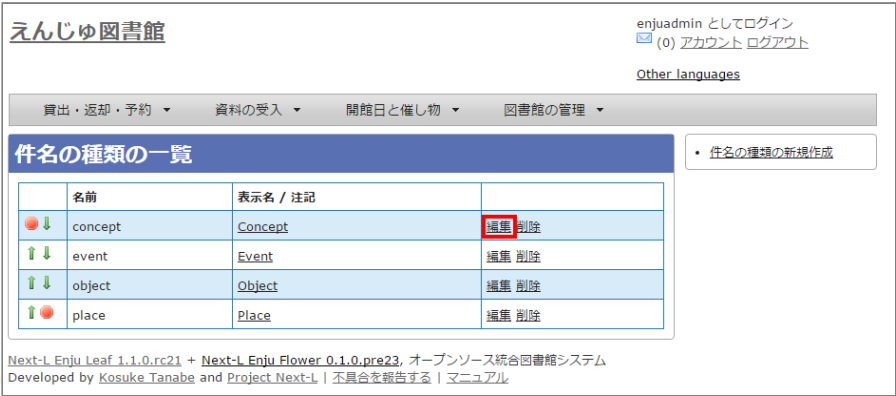 えんじゅ図書館
enjuadmin としてログイン
(0) アカウント ログアウト
Other languages
貸出・返却・予約 ▼ 資料の受入 ▼ 開館日と催し物 ▼ 図書館の管理 ▼
件名の種類の一覧
• 件名の種類の新規作成
名前 表示名 / 注記
concept Concept 編集 削除
event Event 編集 削除
object Object 編集 削除
place Place 編集 削除
Next-L Enju Leaf 1.1.0.rc21 + Next-L Enju Flower 0.1.0.pre23, オープンソース統合図書館システム
Developed by Kosuke Tanabe and Project Next-L | 不具合を報告する | マニュアル